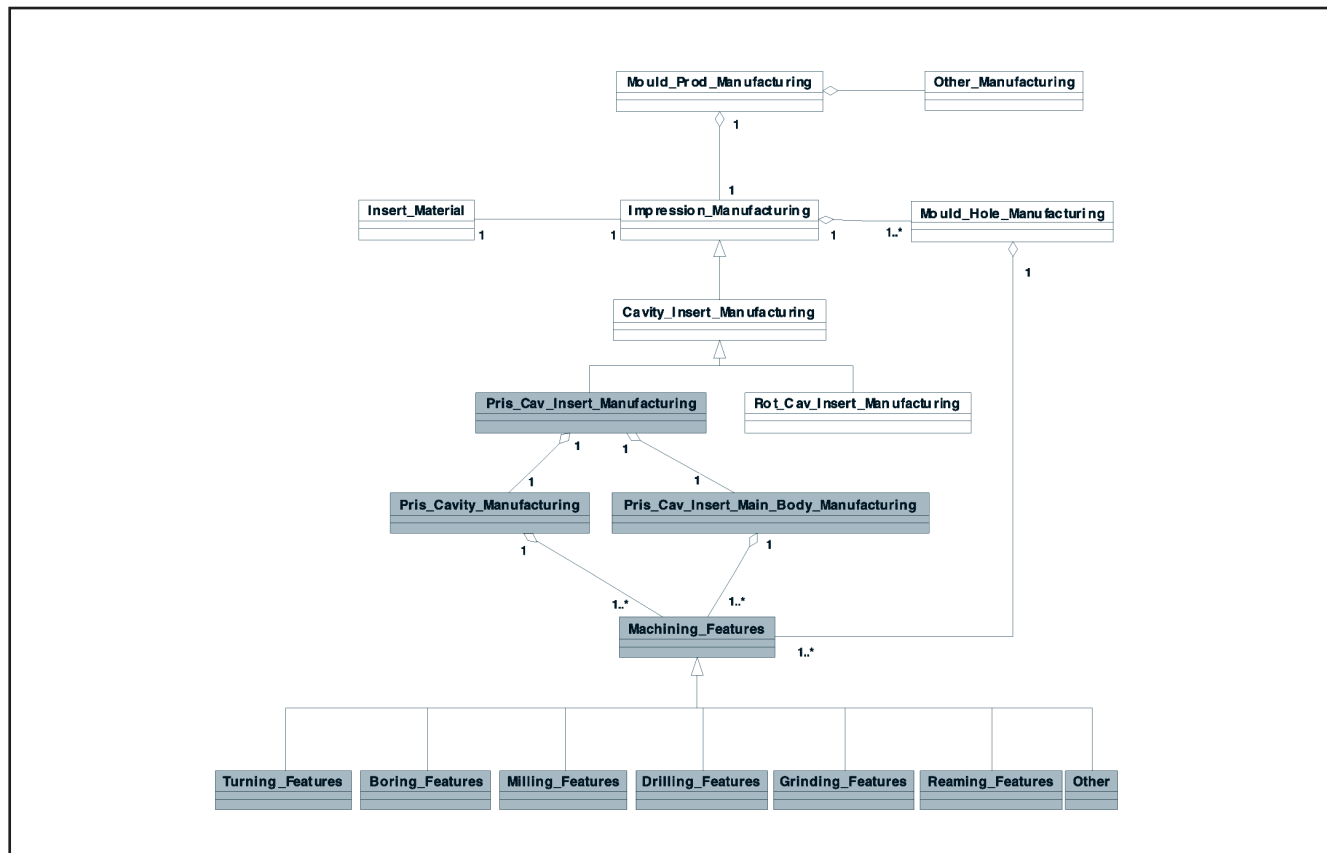 Mould_Prod_Manufacturing
Other_Manufacturing
1
1
Insert_Material
Impression_Manufacturing
Mould_Hole_Manufacturing
1
1
1
1..*
1
Cavity_Insert_Manufacturing
Pris_Cav_Insert_Manufacturing
Rot_Cav_Insert_Manufacturing
1
1
1
1
Pris_Cavity_Manufacturing
Pris_Cav_Insert_Main_Body_Manufacturing
1
1
1..*
1..*
Machining_Features
1..*
Turning_Features
Boring_Features
Milling_Features
Drilling_Features
Grinding_Features
Reaming_Features
Other